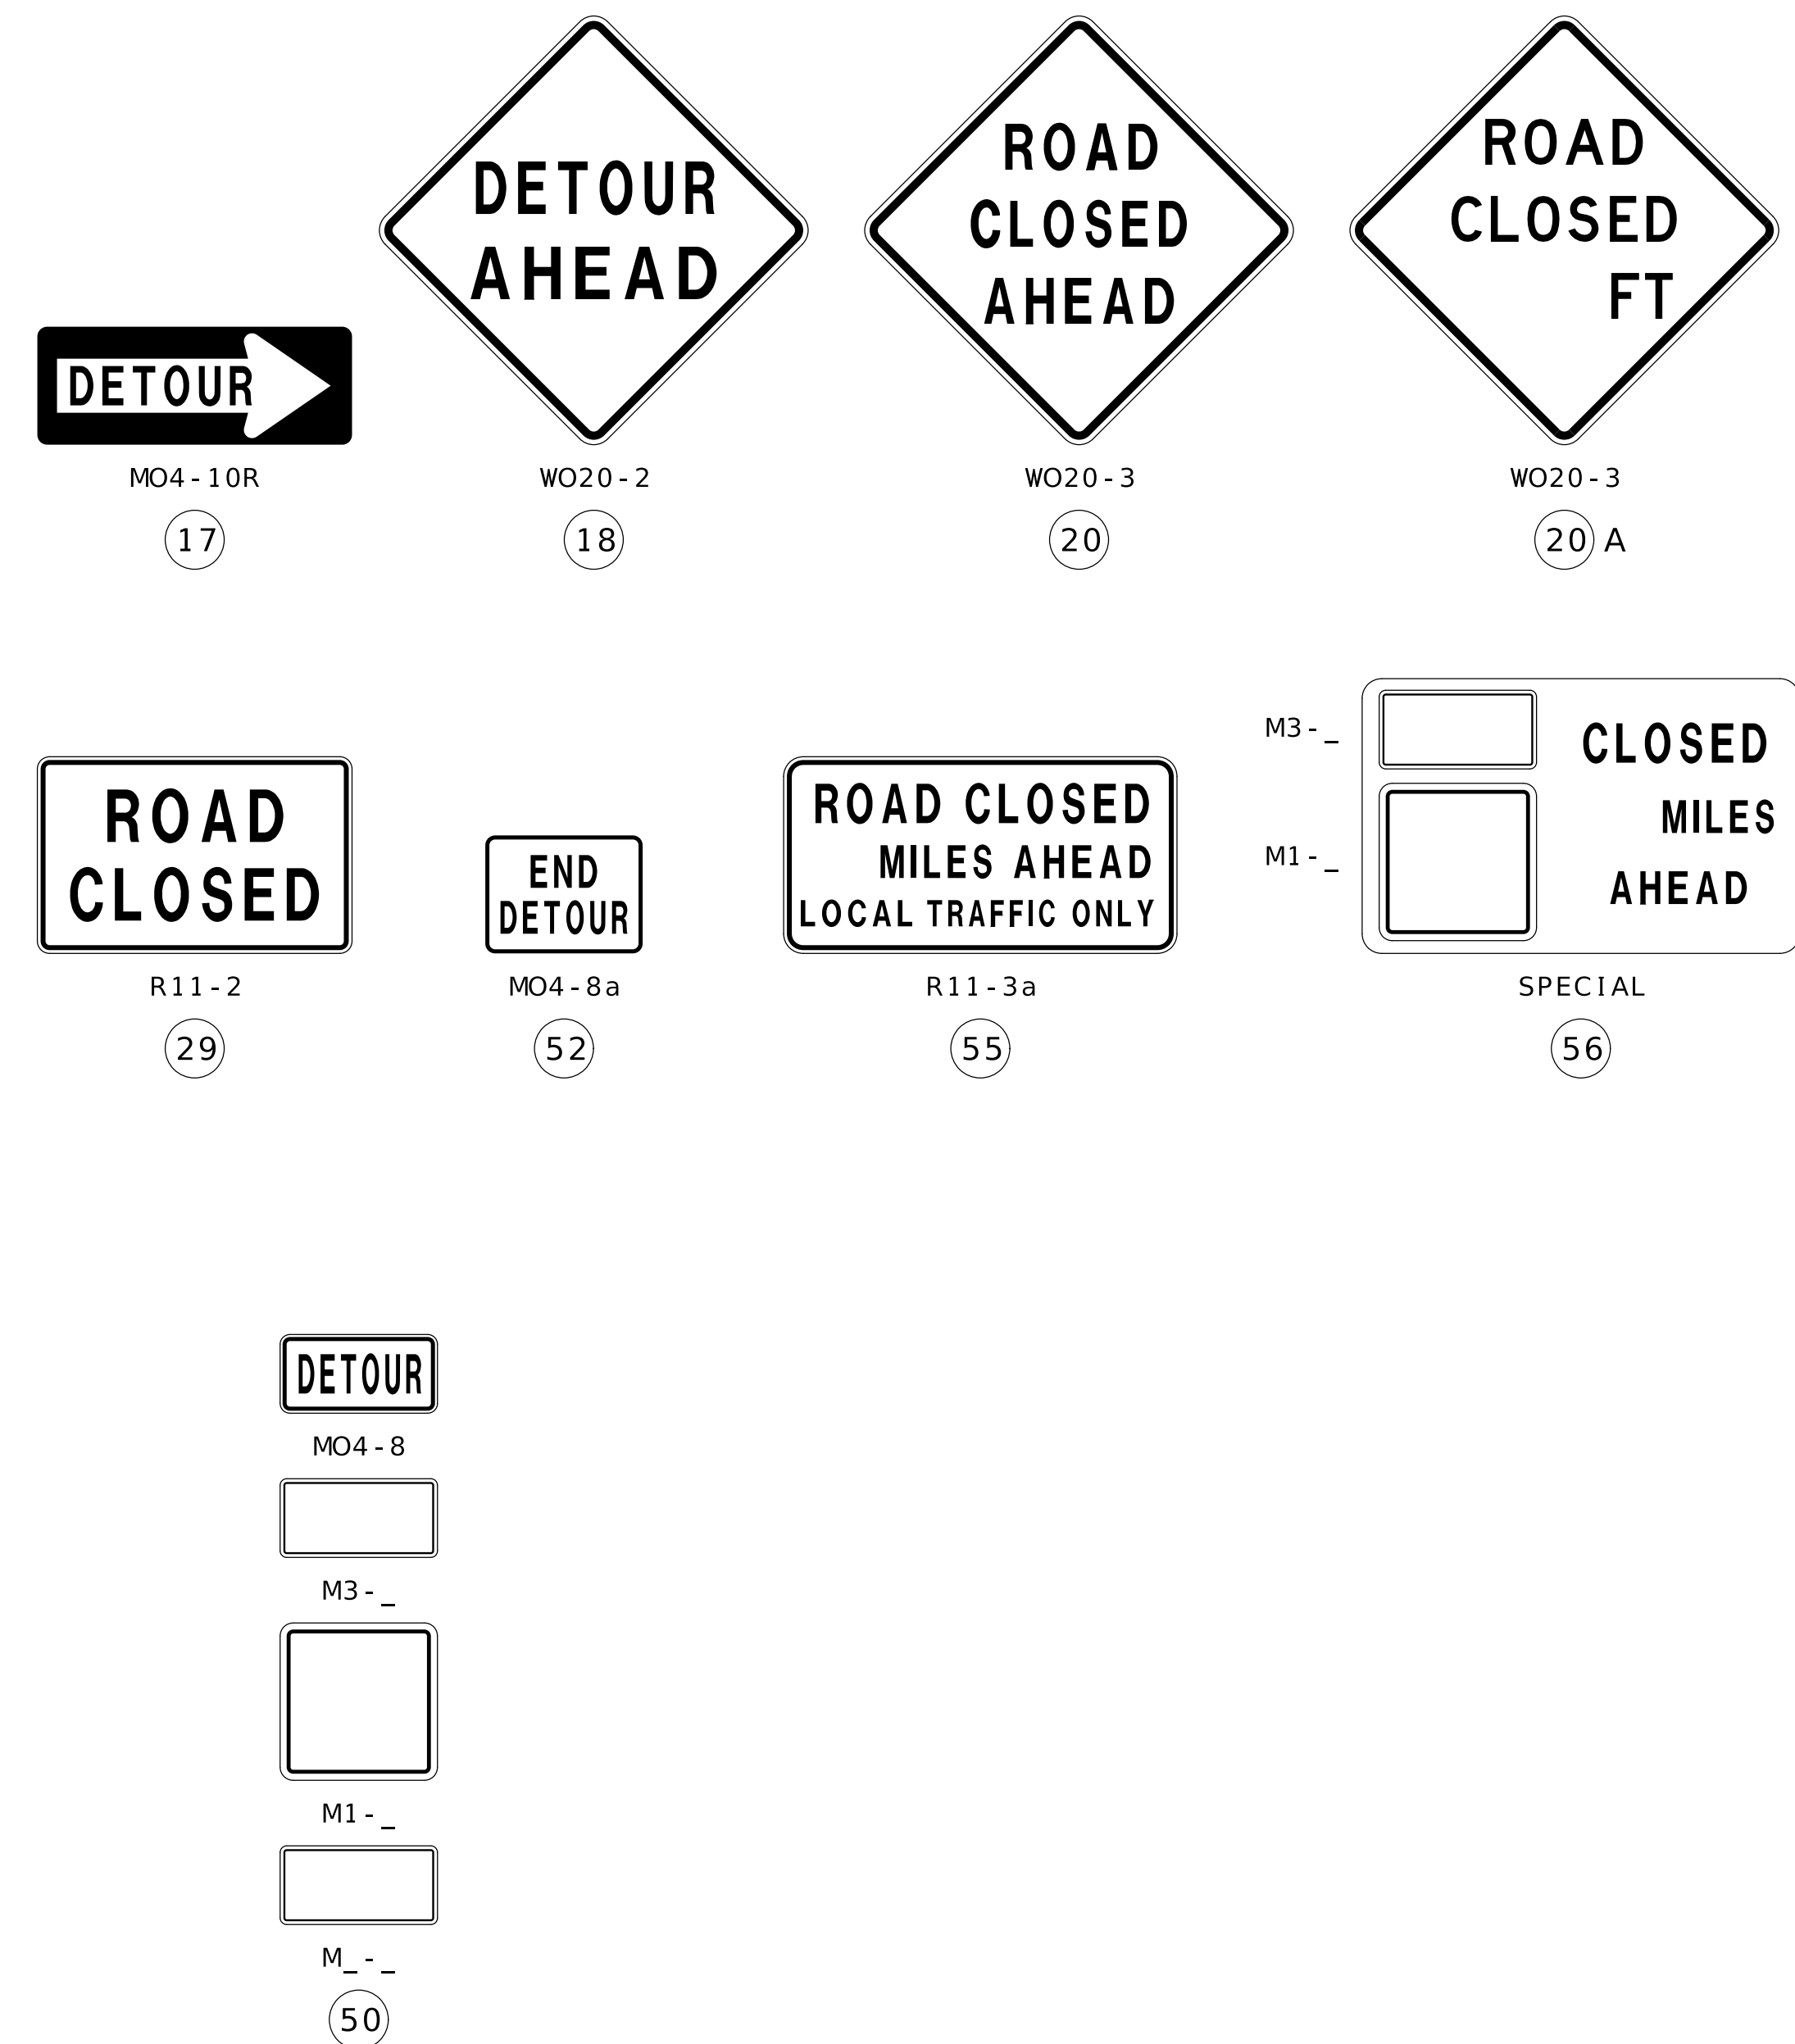 DETOUR
MO4-10R
17
DETOUR
AHEAD
WO20-2
18
ROAD
CLOSED
AHEAD
WO20-3
20
ROAD
CLOSED
FT
WO20-3
20 A
ROAD
CLOSED
R11-2
29
END
DETOUR
MO4-8a
52
ROAD CLOSED
MILES AHEAD
LOCAL TRAFFIC ONLY
R11-3a
55
M3-_
M1-_
CLOSED
MILES
AHEAD
SPECIAL
56
DETOUR
MO4-8
M3-_
M1-_
M_-_
50